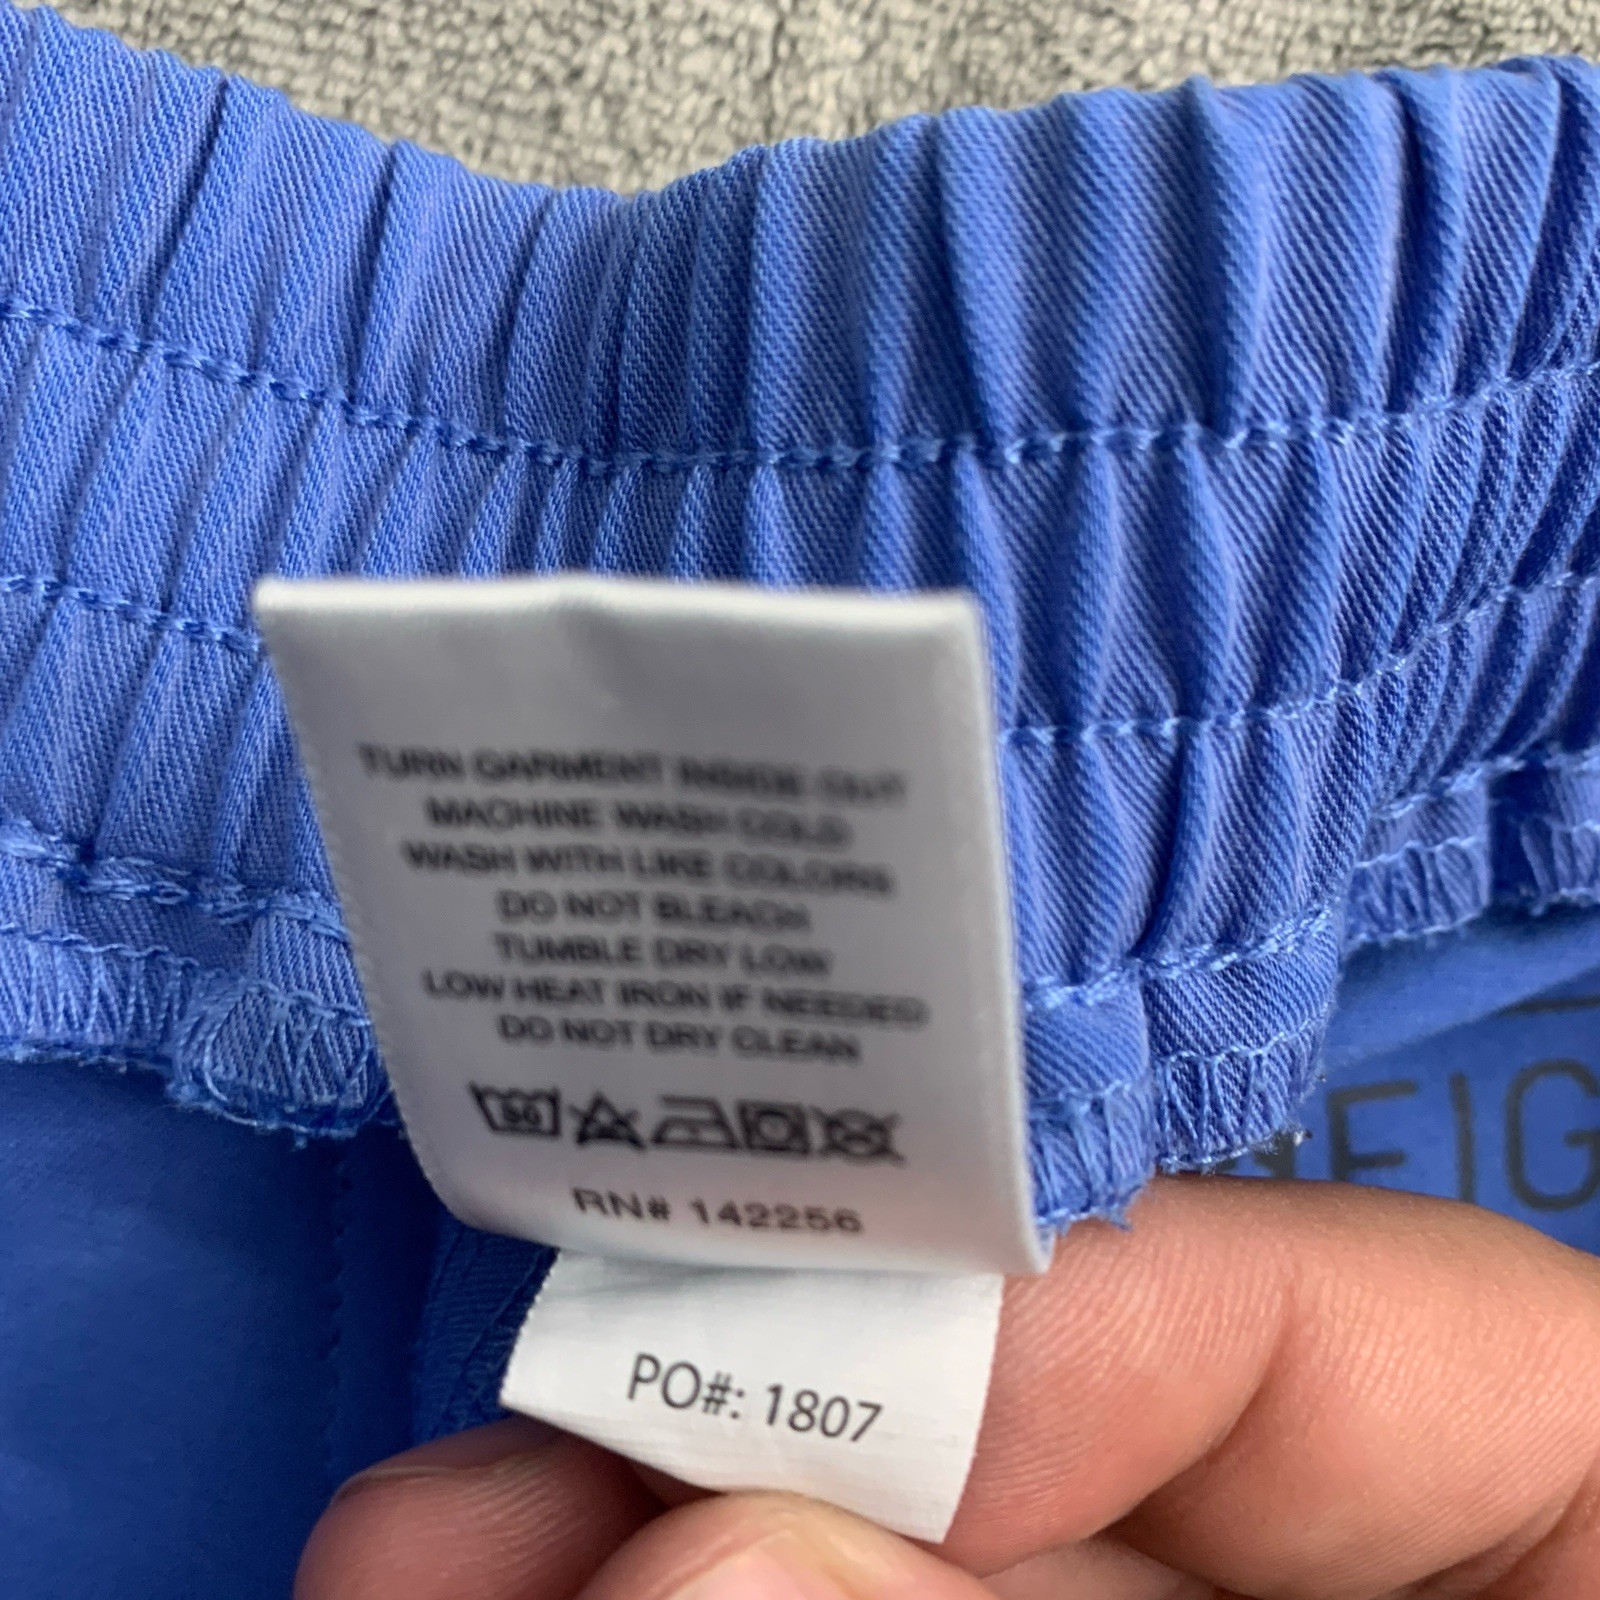 TURN GARMENT INSIDE OUT
MACHINE WASH COLD
WASH WITH LIKE COLORS
DO NOT BLEACH
TUMBLE DRY LOW
LOW HEAT IRON IF NEEDED
DO NOT DRY CLEAN
RN# 142256
PO#: 1807